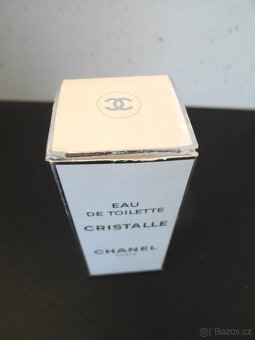 EAU
DE TOILETTE
CRISTALLE
CHANEL
PARIS
© Bazos.cz